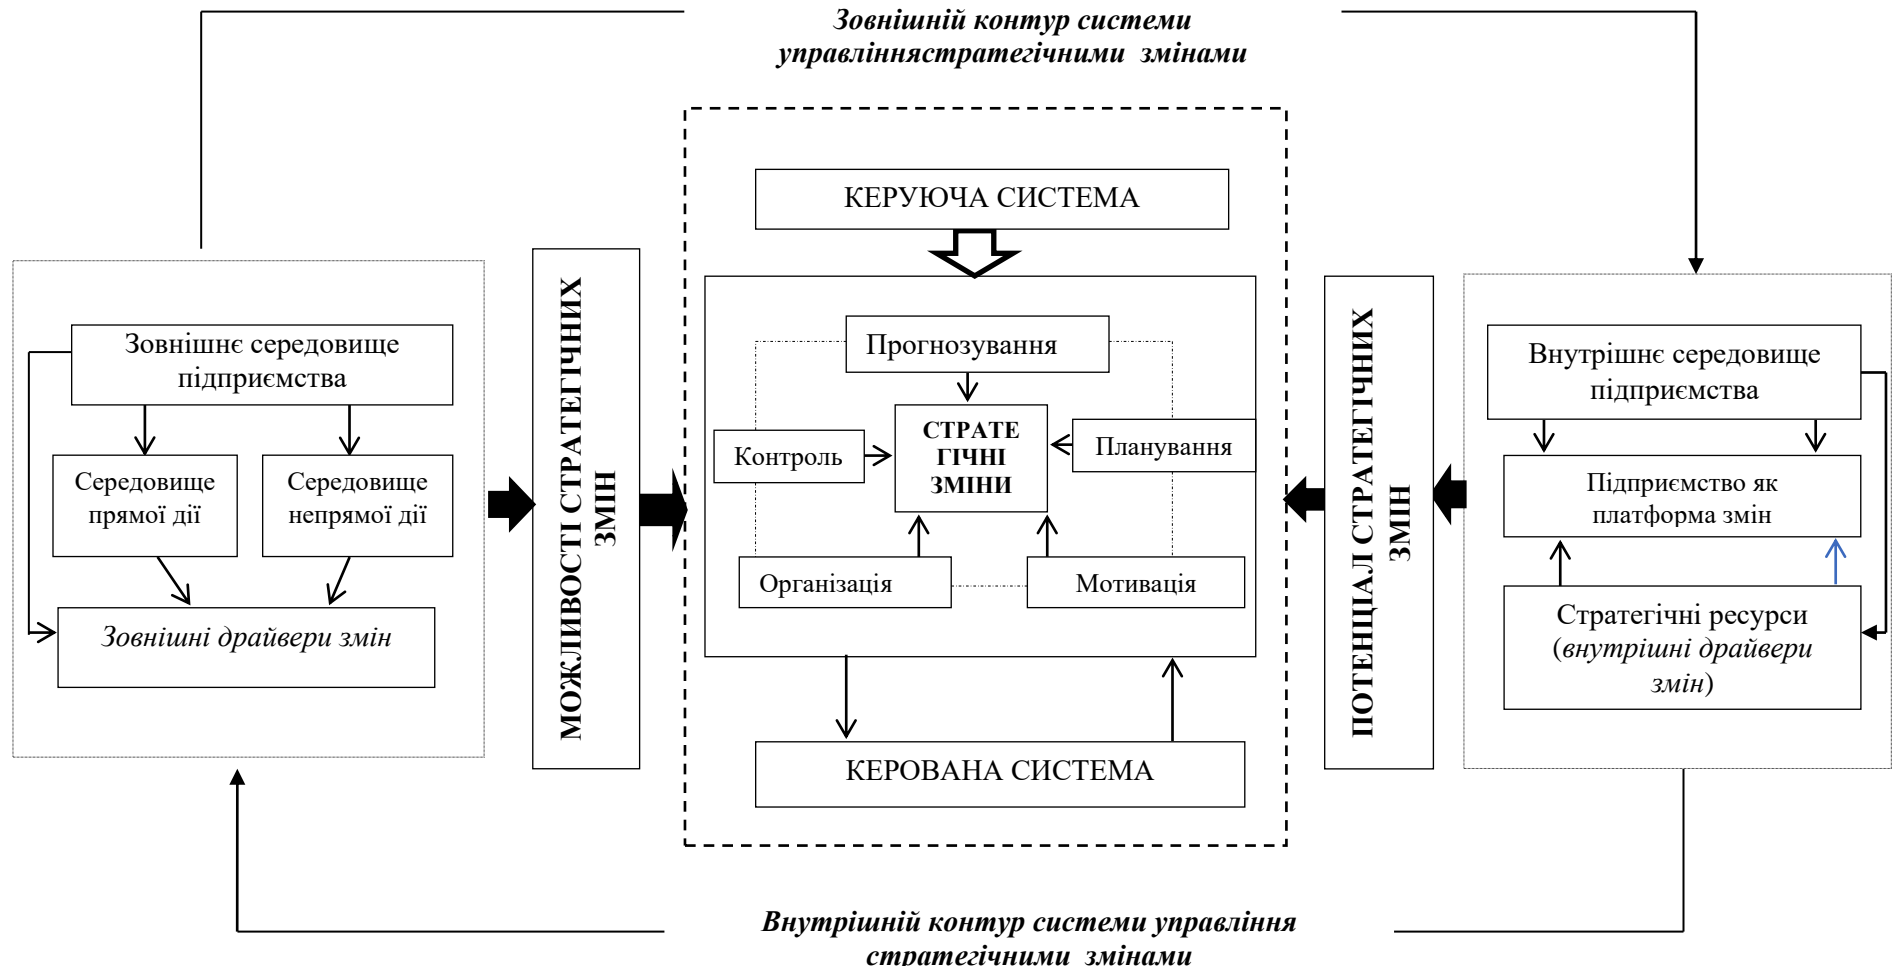 Зовнішній контур системи
управліннястратегічними змінами
КЕРУЮЧА СИСТЕМА
Зовнішнє середовище
підприємства
Середовище
прямої дії
Середовище
непрямої дії
Зовнішні драйвери змін
МОЖЛИВОСТІ СТРАТЕГІЧНИХ
ЗМІН
Прогнозування
Контроль
СТРАТЕ
ГІЧНІ
ЗМІНИ
Планування
Організація
Мотивація
КЕРОВАНА СИСТЕМА
ПОТЕНЦІАЛ СТРАТЕГІЧНИХ
ЗМІН
Внутрішнє середовище
підприємства
Підприємство як
платформа змін
Стратегічні ресурси
(внутрішні драйвери
змін)
Внутрішній контур системи управління
стратегічними змінами